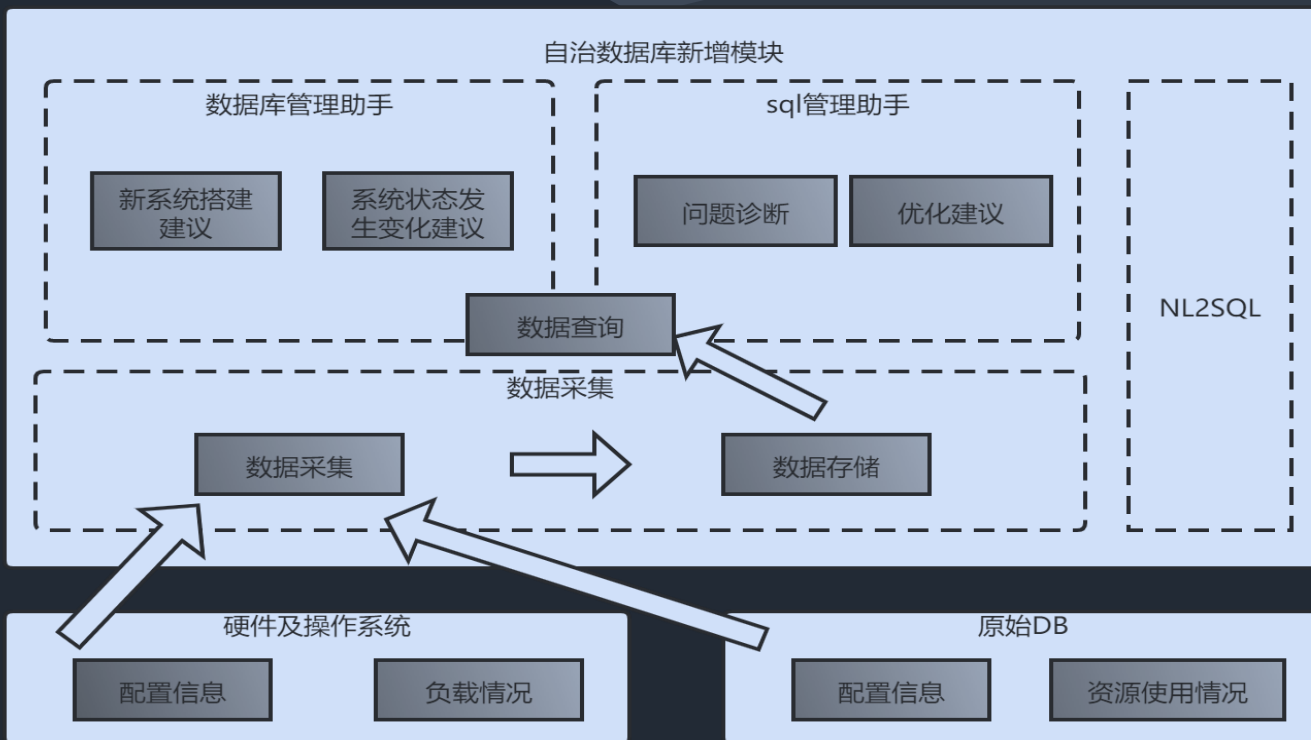 自治数据库新增模块
数据库管理助手
新系统搭建
建议
系统状态发
生变化建议
sql管理助手
问题诊断
优化建议
数据查询
NL2SQL
数据采集
数据采集
数据存储
硬件及操作系统
配置信息
负载情况
原始DB
配置信息
资源使用情况